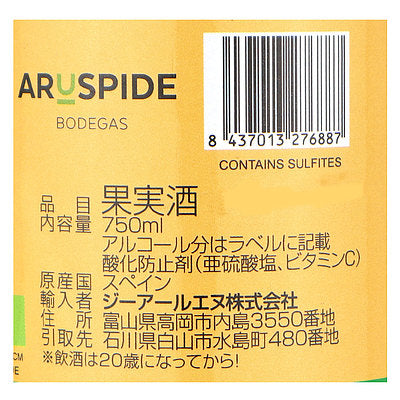 ARUSPIDE
BODEGAS
8 437013 276887
CONTAINS SULFITES
品目 果実酒
内容量 750ml
アルコール分はラベルに記載
酸化防止剤(亜硫酸塩、ビタミンC)
原産国 スペイン
輸入者 ジーアールエヌ株式会社
住所 富山県高岡市内島3550番地
引取先 石川県白山市水島町480番地
※飲酒は20歳になってから!